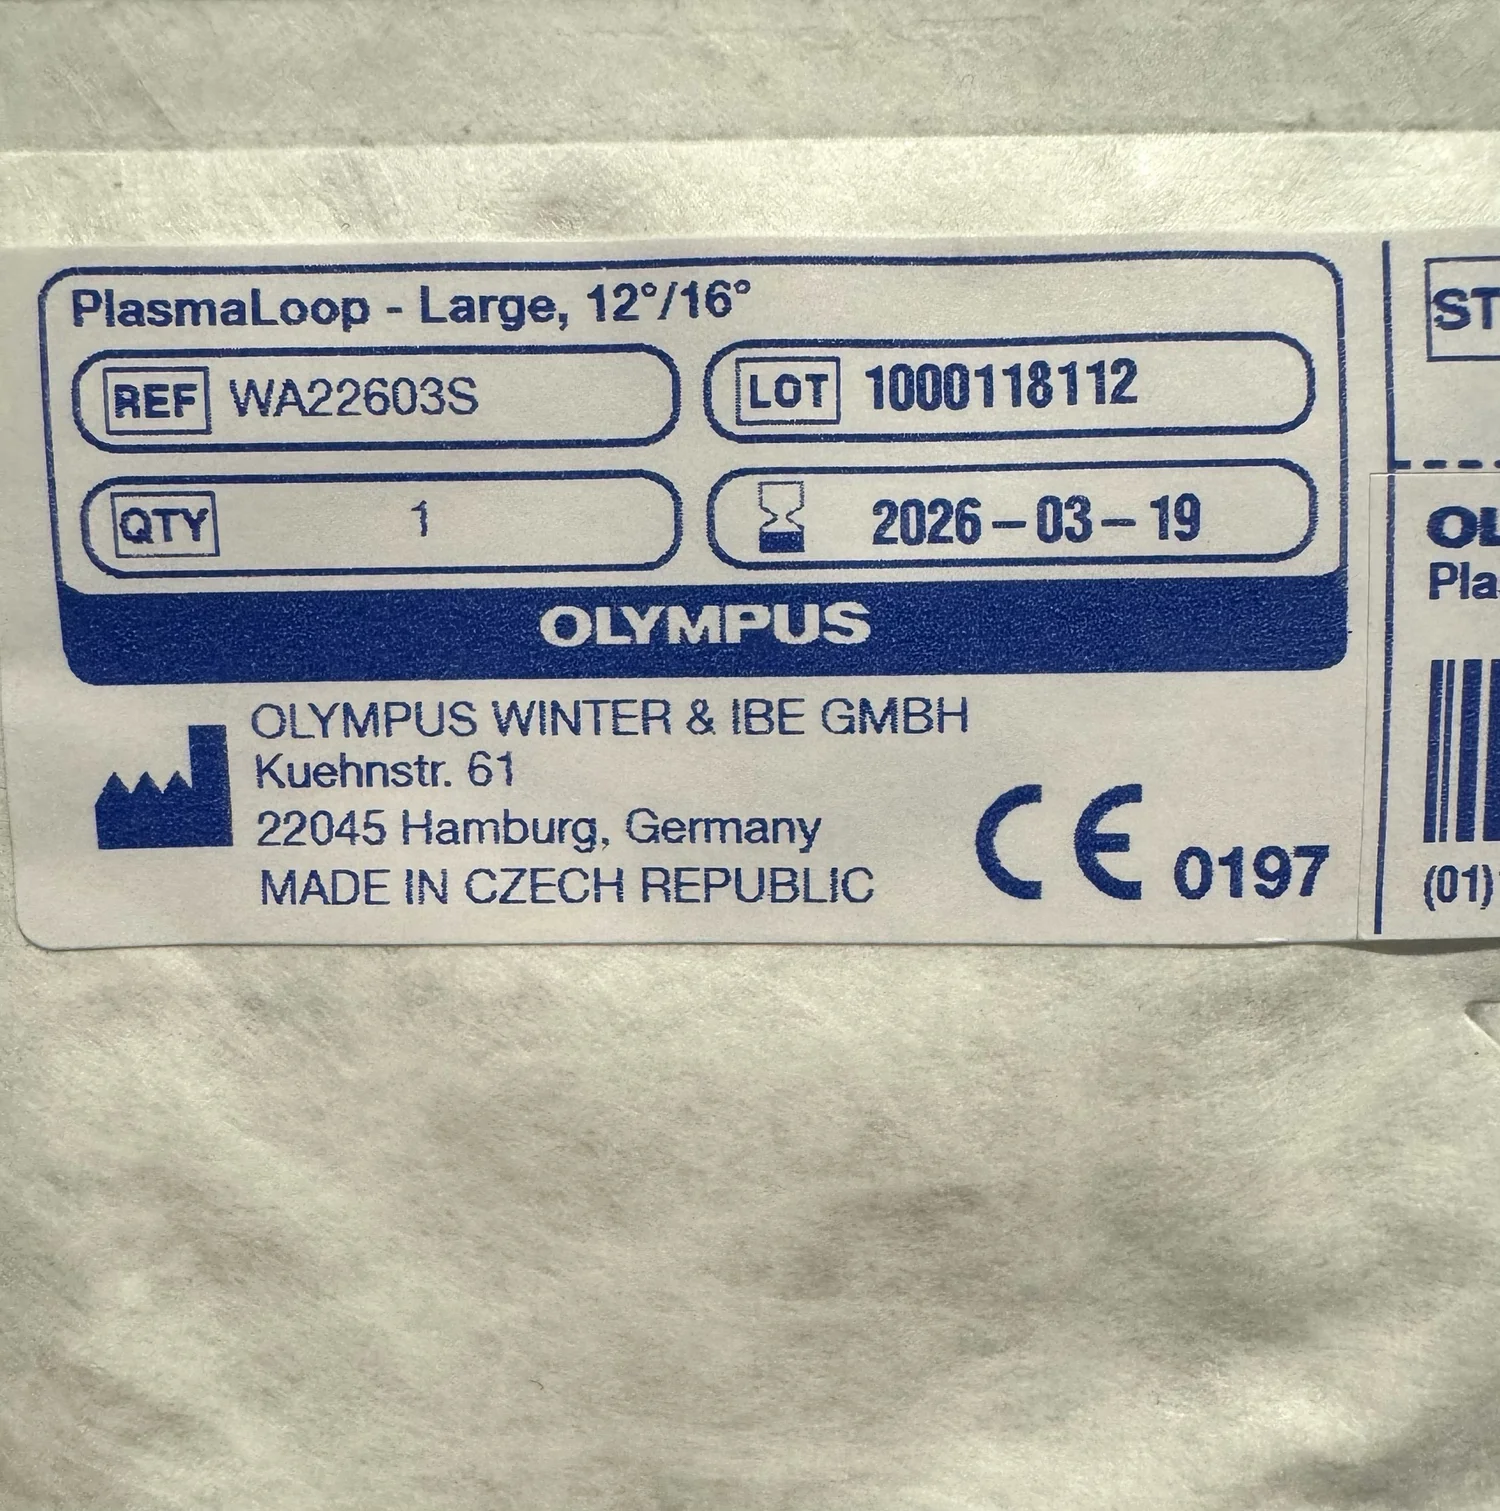 PlasmaLoop - Large, 12°/16°
REF WA22603S
LOT 1000118112
QTY 1
2026-03-19
OLYMPUS
OLYMPUS WINTER & IBE GMBH
Kuehnstr. 61
22045 Hamburg, Germany
MADE IN CZECH REPUBLIC
CE 0197
(01)